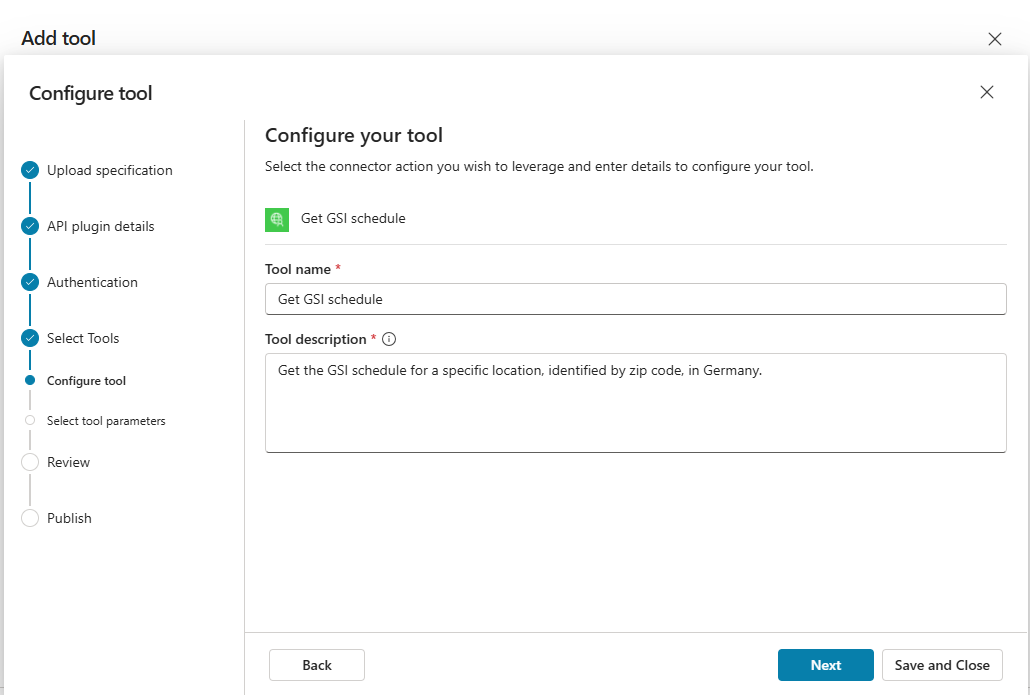 Add tool
Configure tool
Upload specification
API plugin details
Authentication
Select Tools
Configure tool
Select tool parameters
Review
Publish
Configure your tool
Select the connector action you wish to leverage and enter details to configure your tool.
Get GSI schedule
Tool name *
Get GSI schedule
Tool description *
Get the GSI schedule for a specific location, identified by zip code, in Germany.
Back
Next
Save and Close